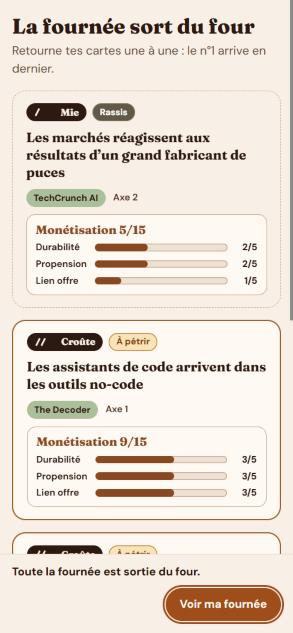 La fournée sort du four
Retourne tes cartes une à une : le n°1 arrive en
dernier.
/ Mie Rassis
Les marchés réagissent aux
résultats d'un grand fabricant de
puces
TechCrunch AI Axe 2
Monétisation 5/15
Durabilité 2/5
Propension 2/5
Lien offre 1/5
// Croûte À pétrir
Les assistants de code arrivent dans
les outils no-code
The Decoder Axe 1
Monétisation 9/15
Durabilité 3/5
Propension 3/5
Lien offre 3/5
// Croûte À pétrir
Toute la fournée est sortie du four.
Voir ma fournée